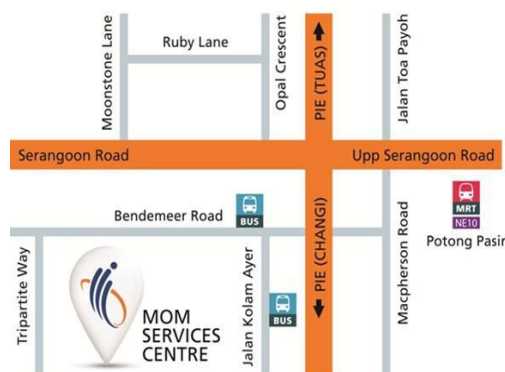 Moonstone Lane
Ruby Lane
Opal Crescent
PIE (TUAS)
Jalan Toa Payoh
Serangoon Road
Upp Serangoon Road
Bendemeer Road
BUS
MRT
NE10
Potong Pasir
Tripartite Way
MOM
SERVICES
CENTRE
Jalan Kolam Ayer
BUS
PIE (CHANGI)
Macpherson Road